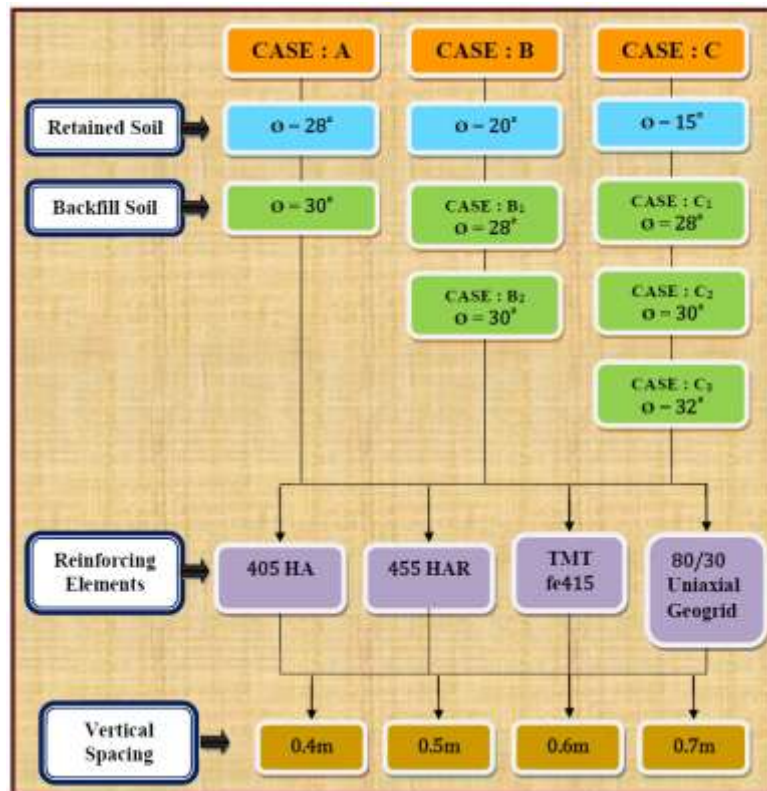 CASE : A
CASE : B
CASE : C
Retained Soil
Ø = 28°
Ø = 20°
Ø = 15°
Backfill Soil
Ø = 30°
CASE : B₁
Ø = 28°
CASE : C₁
Ø = 28°
CASE : B₂
Ø = 30°
CASE : C₂
Ø = 30°
CASE : C₃
Ø = 32°
Reinforcing
Elements
405 HA
455 HAR
TMT
fe415
80/30
Uniaxial
Geogrid
Vertical
Spacing
0.4m
0.5m
0.6m
0.7m